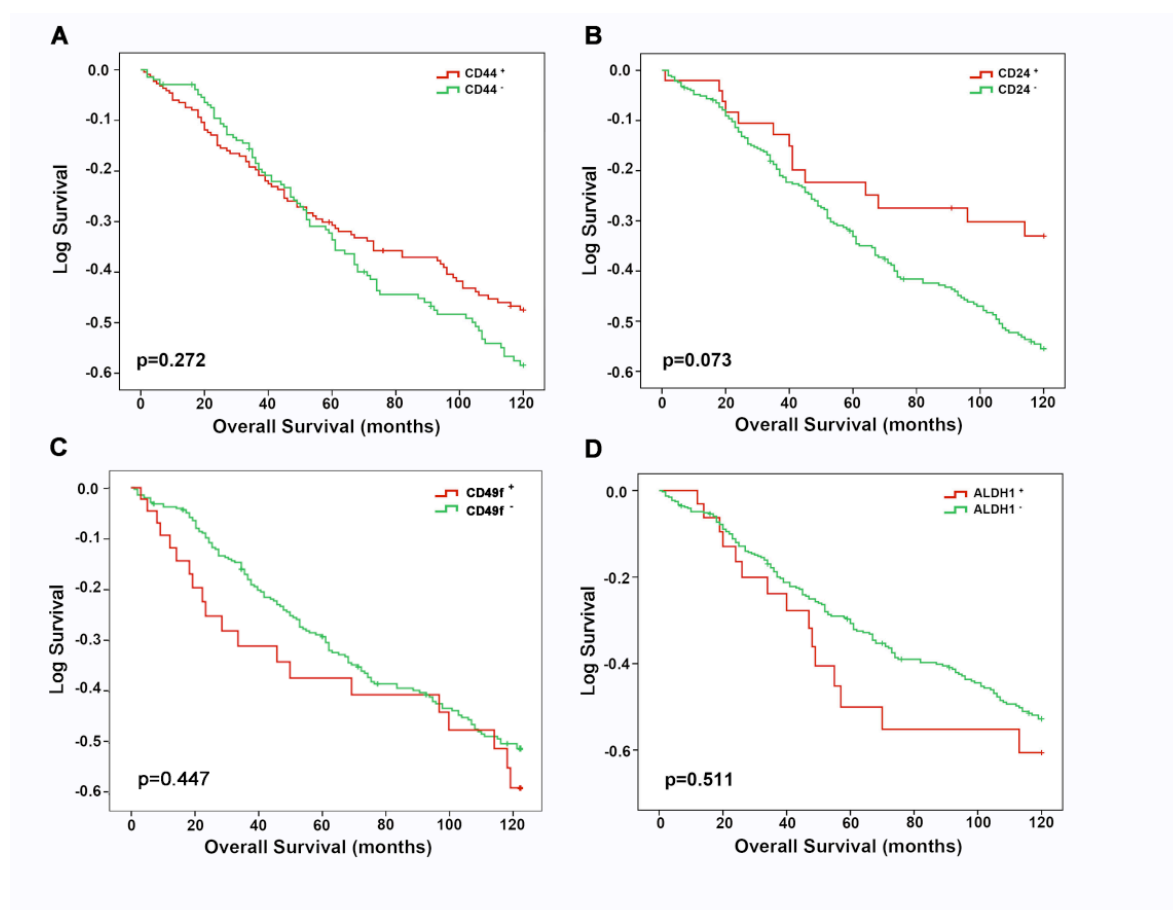 A
CD44 +
CD44 -
0.0
-0.1
-0.2
-0.3
-0.4
-0.5
-0.6
Log Survival
p=0.272
0 20 40 60 80 100 120
Overall Survival (months)
B
CD24 +
CD24 -
0.0
-0.1
-0.2
-0.3
-0.4
-0.5
-0.6
Log Survival
p=0.073
0 20 40 60 80 100 120
Overall Survival (months)
C
CD49f +
CD49f -
0.0
-0.1
-0.2
-0.3
-0.4
-0.5
-0.6
Log Survival
p=0.447
0 20 40 60 80 100 120
Overall Survival (months)
D
ALDH1 +
ALDH1 -
0.0
-0.2
-0.4
-0.6
Log Survival
p=0.511
0 20 40 60 80 100 120
Overall Survival (months)